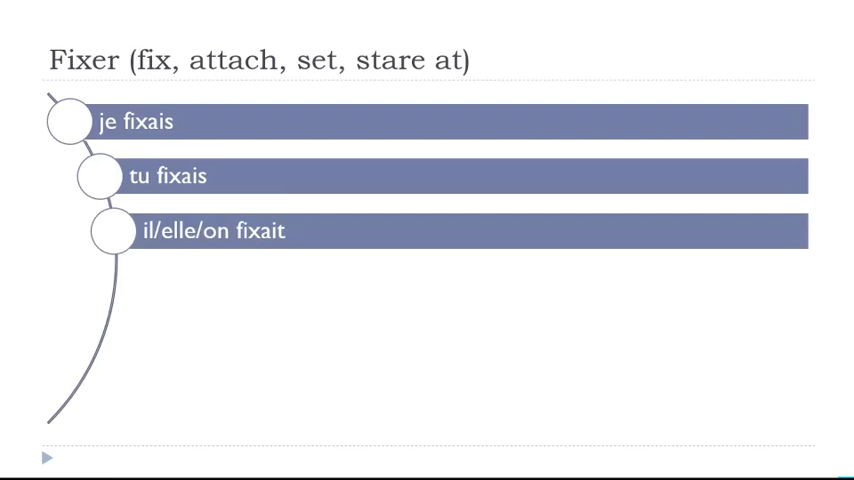 Fixer (fix, attach, set, stare at)
je fixais
tu fixais
il/elle/on fixait